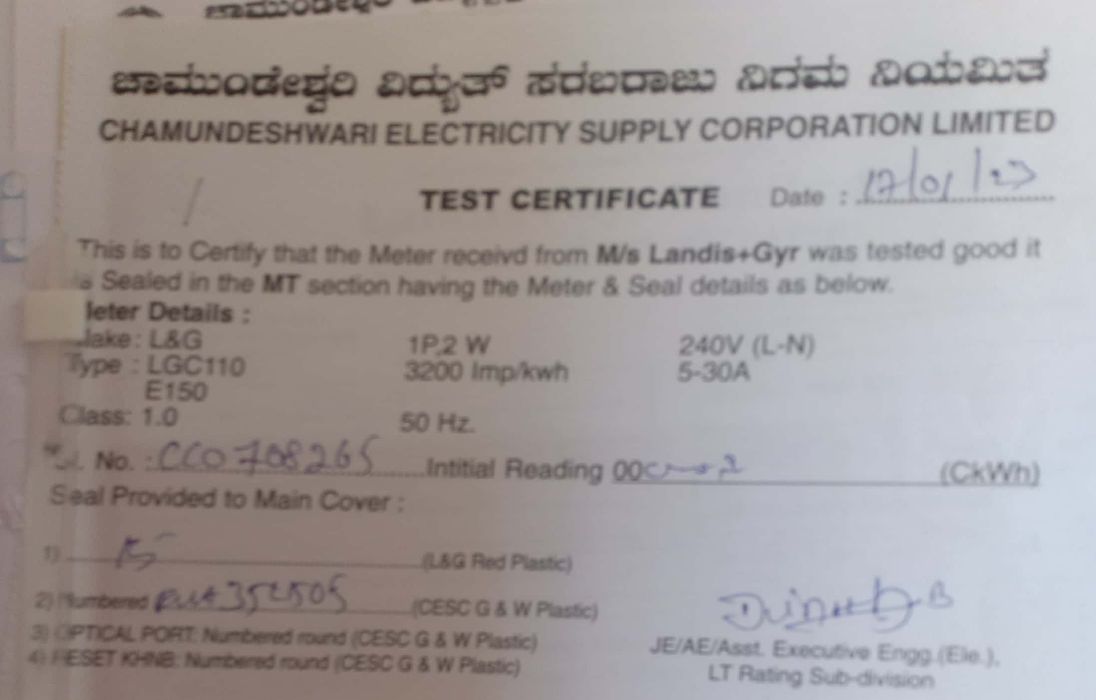 ಚಾಮುಂಡೇಶ್ವರಿ
ಚಾಮುಂಡೇಶ್ವರಿ ವಿದ್ಯುತ್ ಸರಬರಾಜು ನಿಗಮ ನಿಯಮಿತ
CHAMUNDESHWARI ELECTRICITY SUPPLY CORPORATION LIMITED
TEST CERTIFICATE Date : 17/01/23
This is to Certify that the Meter receivd from M/s Landis+Gyr was tested good it
is Sealed in the MT section having the Meter & Seal details as below.
Meter Details :
Make : L&G 1P,2 W 240V (L-N)
Type : LGC110 3200 Imp/kwh 5-30A
E150
Class: 1.0 50 Hz.
Sl. No. : CC0708265 Intitial Reading 00 (CkWh)
Seal Provided to Main Cover :
1) (L&G Red Plastic)
2) Numbered 352505 (CESC G & W Plastic)
3) OPTICAL PORT: Numbered round (CESC G & W Plastic)
4) RESET KHNB: Numbered round (CESC G & W Plastic)
JE/AE/Asst. Executive Engg.(Ele.),
LT Rating Sub-division